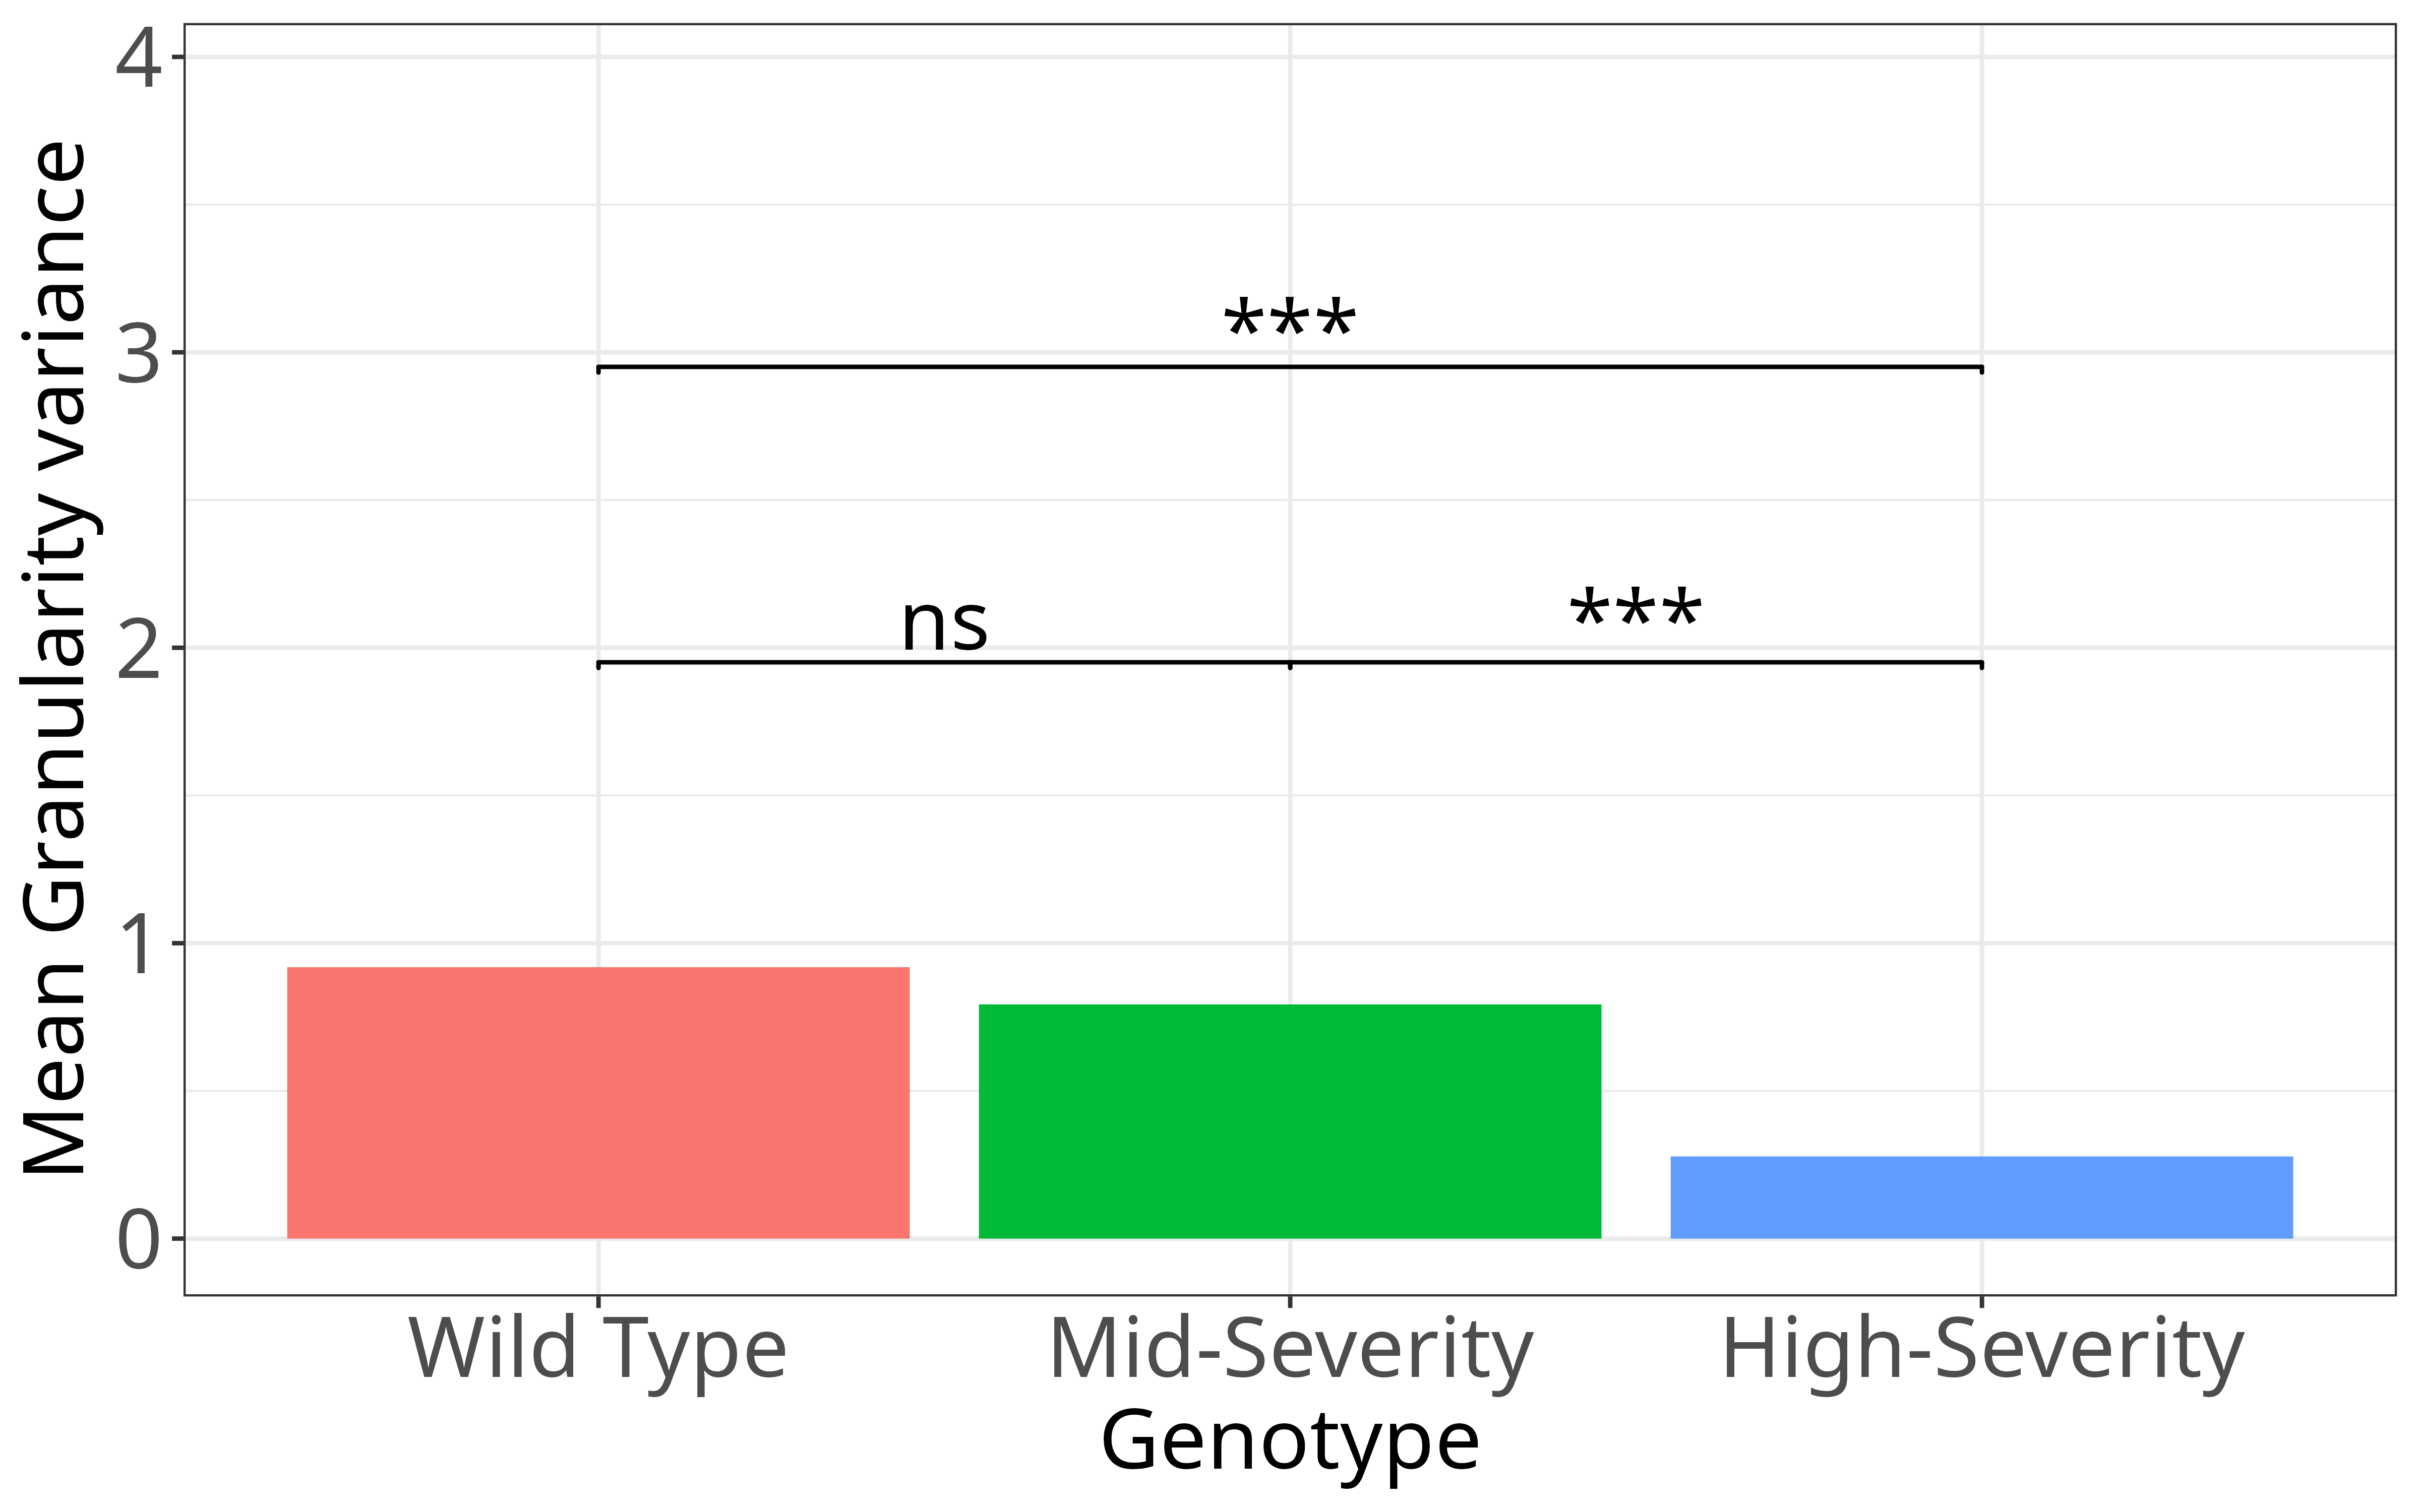 Mean Granularity variance
4
3
2
1
0
***
ns
***
Wild Type
Mid-Severity
High-Severity
Genotype